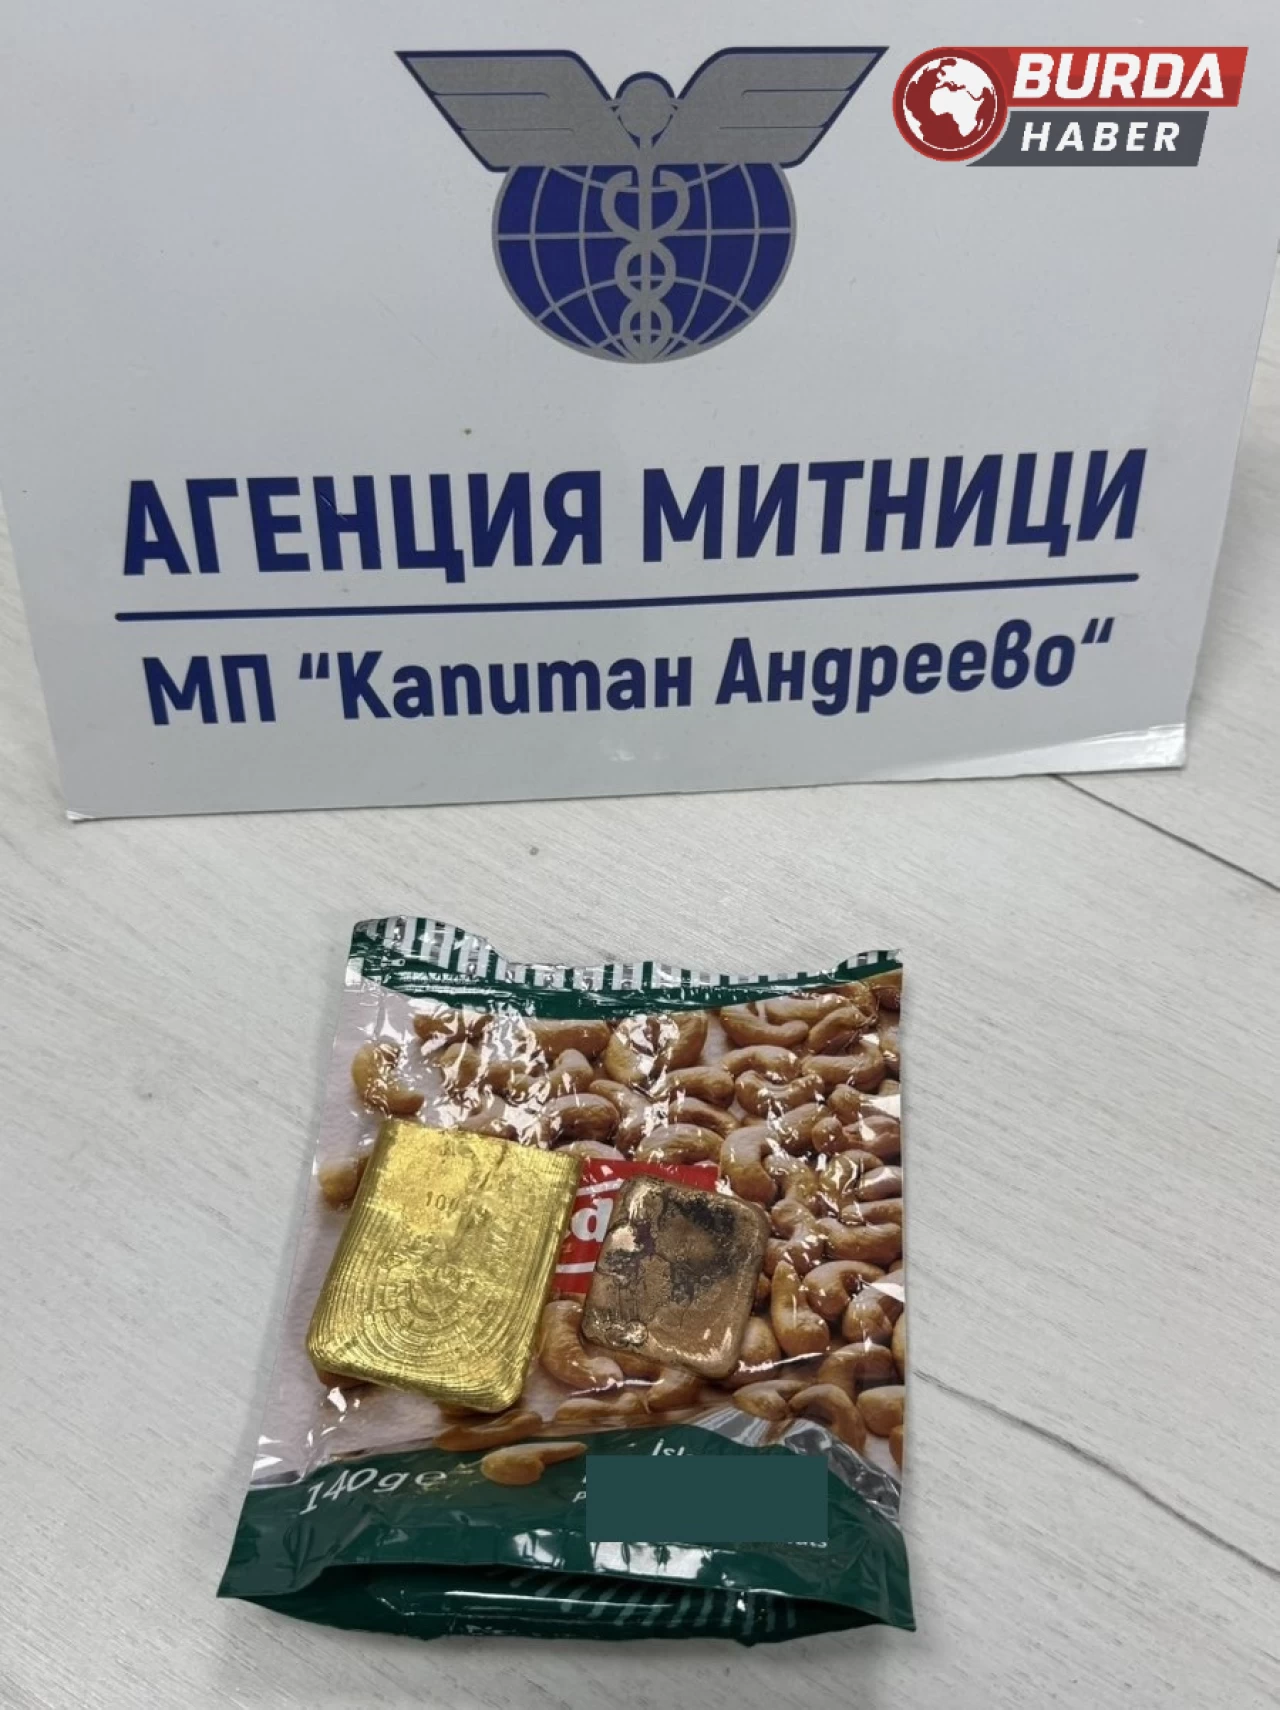 BURDA
HABER
АГЕНЦИЯ МИТНИЦИ
МП “Капитан Андреево“
140g e